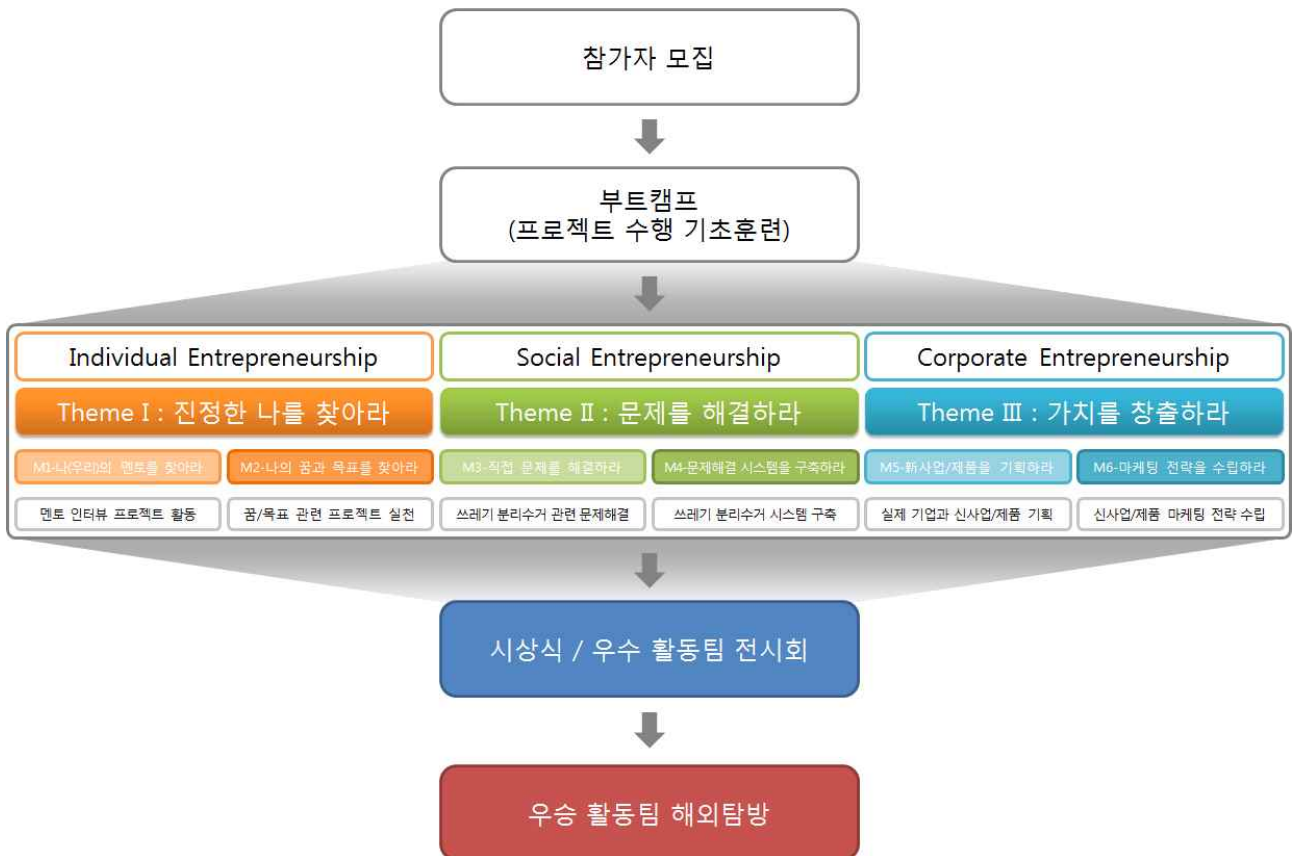 참가자 모집
부트캠프
(프로젝트 수행 기초훈련)
Individual Entrepreneurship
Social Entrepreneurship
Corporate Entrepreneurship
Theme Ⅰ : 진정한 나를 찾아라
Theme Ⅱ : 문제를 해결하라
Theme Ⅲ : 가치를 창출하라
M1-나(우리)의 멘토를 찾아라
M2-나의 꿈과 목표를 찾아라
M3-직접 문제를 해결하라
M4-문제해결 시스템을 구축하라
M5-新사업/제품을 기획하라
M6-마케팅 전략을 수립하라
멘토 인터뷰 프로젝트 활동
꿈/목표 관련 프로젝트 실천
쓰레기 분리수거 관련 문제해결
쓰레기 분리수거 시스템 구축
실제 기업과 신사업/제품 기획
신사업/제품 마케팅 전략 수립
시상식 / 우수 활동팀 전시회
우승 활동팀 해외탐방